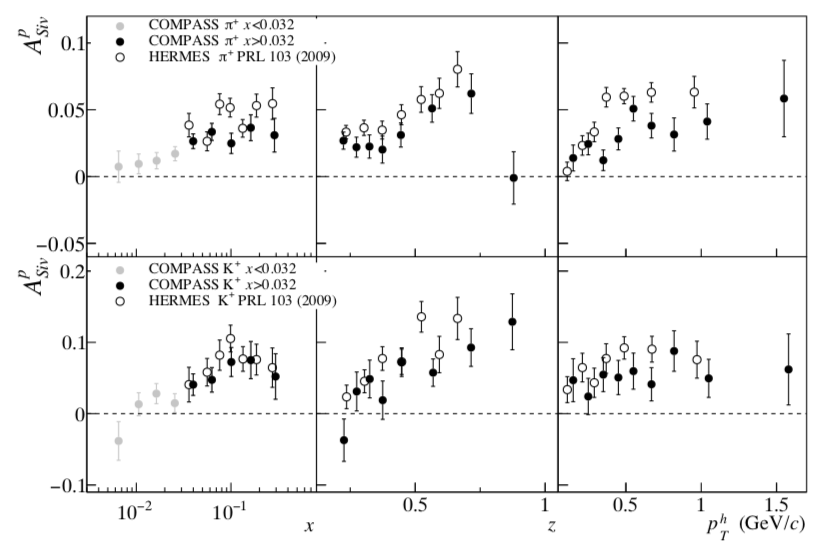 A^p_Siv
COMPASS π⁺ x<0.032
COMPASS π⁺ x>0.032
HERMES π⁺ PRL 103 (2009)
0.1
0.05
0
−0.05
A^p_Siv
COMPASS K⁺ x<0.032
COMPASS K⁺ x>0.032
HERMES K⁺ PRL 103 (2009)
0.2
0.1
0
−0.1
10⁻² 10⁻¹ 0.5 1 0.5 1 1.5
x z p_T^h (GeV/c)